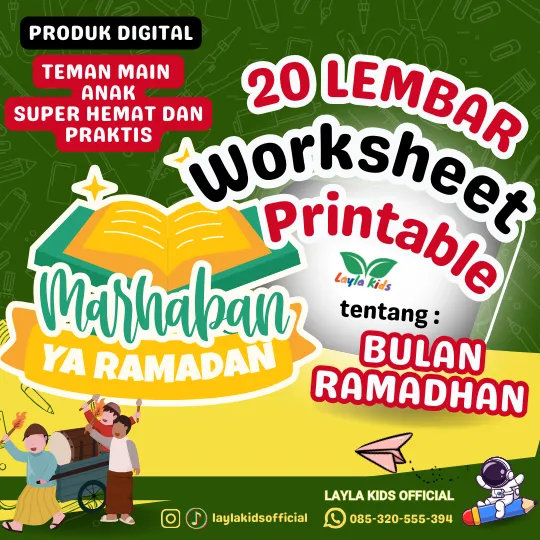 PRODUK DIGITAL
TEMAN MAIN
ANAK
SUPER HEMAT DAN
PRAKTIS
20 LEMBAR
Worksheet
Printable
Layla Kids
tentang :
BULAN
RAMADHAN
Marhaban
YA RAMADAN
LAYLA KIDS OFFICIAL
laylakidsofficial
085-320-555-394